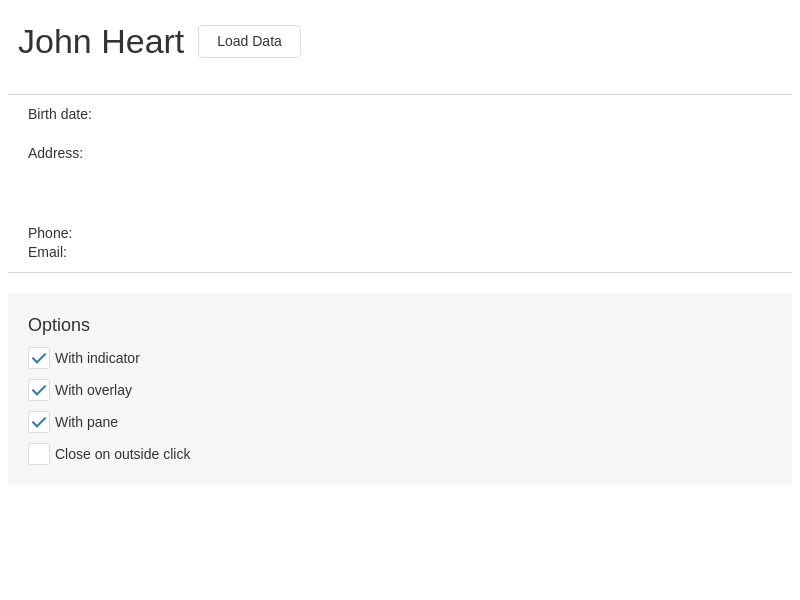 John Heart
Load Data
Birth date:
Address:
Phone:
Email:
Options
With indicator
With overlay
With pane
Close on outside click